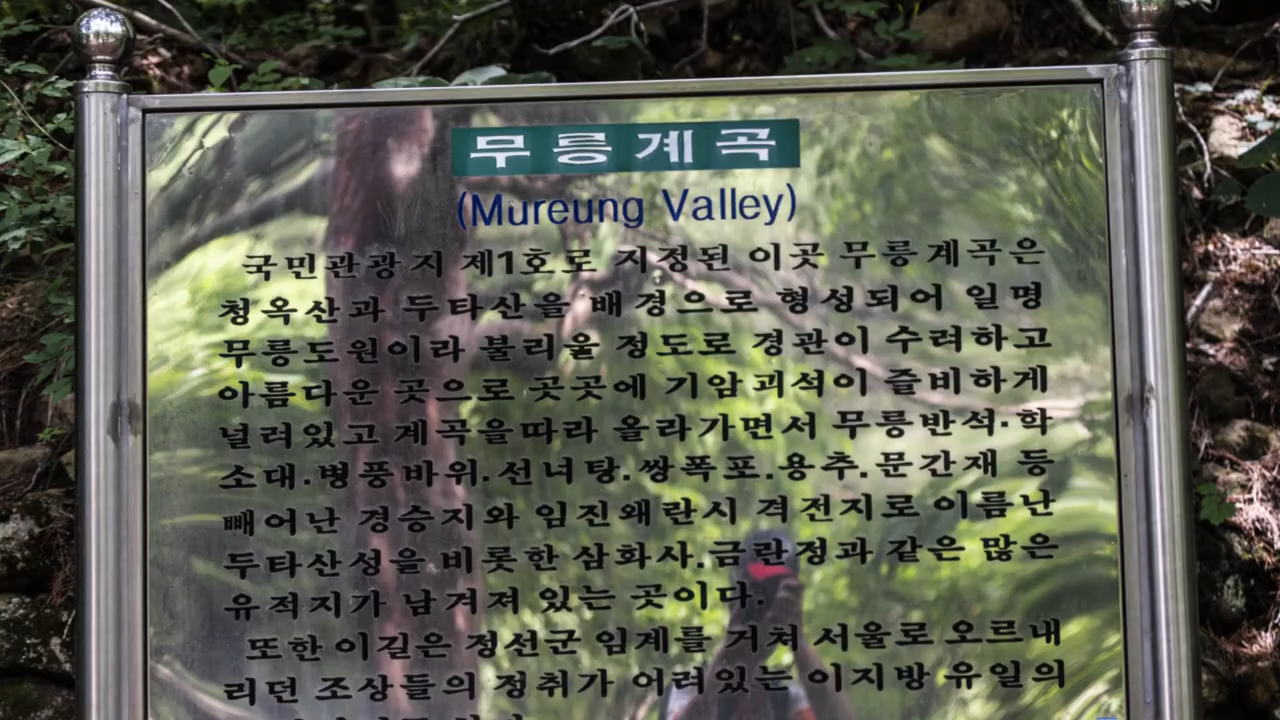 무릉계곡
(Mureung Valley)
국민관광지 제1호로 지정된 이곳 무릉계곡은
청옥산과 두타산을 배경으로 형성되어 일명
무릉도원이라 불리울 정도로 경관이 수려하고
아름다운 곳으로 곳곳에 기암괴석이 즐비하게
널려있고 계곡을따라 올라가면서 무릉반석·학
소대.병풍바위.선녀탕.쌍폭포.용추.문간재 등
빼어난 경승지와 임진왜란시 격전지로 이름난
두타산성을 비롯한 삼화사.금란정과 같은 많은
유적지가 남겨져 있는 곳이다.
또한 이길은 정선군 임계를 거쳐 서울로 오르내
리던 조상들의 정취가 어려있는 이지방 유일의